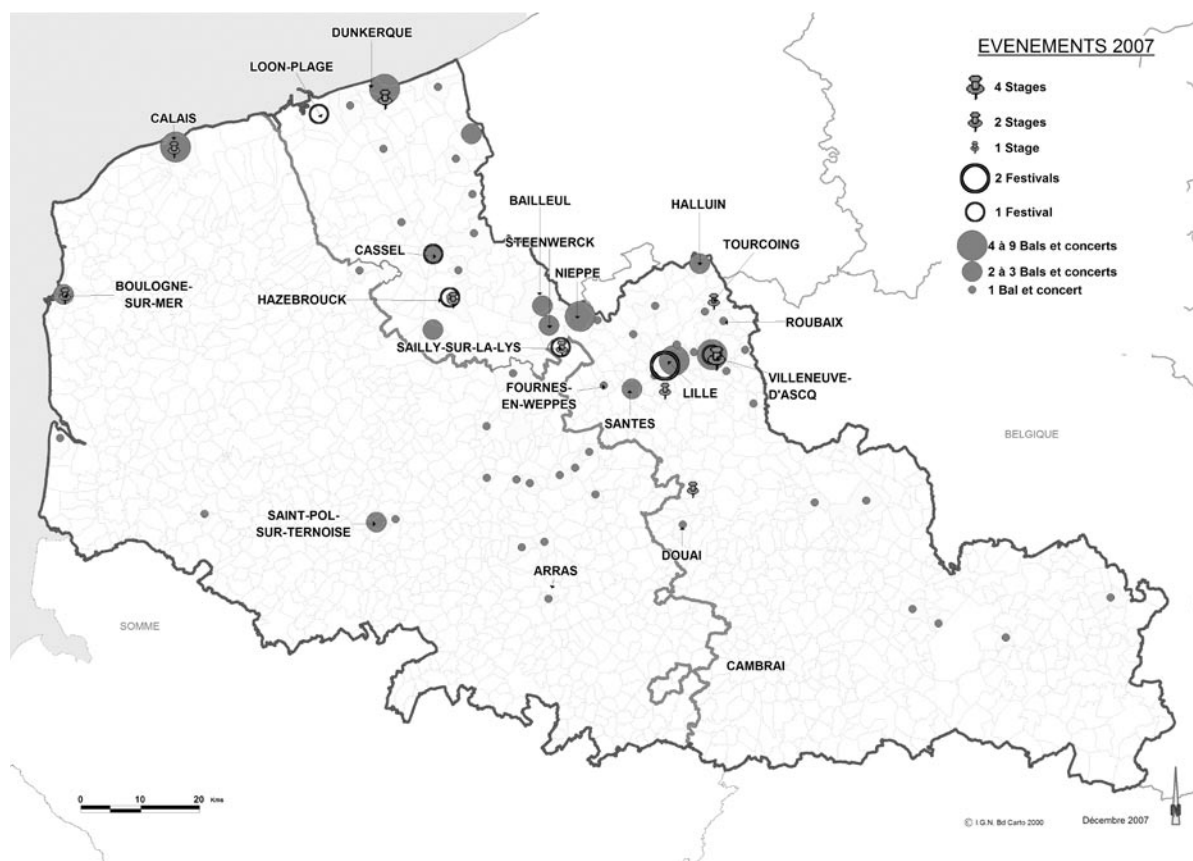 EVENEMENTS 2007
4 Stages
2 Stages
1 Stage
2 Festivals
1 Festival
4 à 9 Bals et concerts
2 à 3 Bals et concerts
1 Bal et concert
DUNKERQUE
LOON-PLAGE
CALAIS
BAILLEUL
HALLUIN
STEENWERCK
TOURCOING
CASSEL
NIEPPE
BOULOGNE-
SUR-MER
HAZEBROUCK
ROUBAIX
SAILLY-SUR-LA-LYS
FOURNES-
EN-WEPPES
LILLE
VILLENEUVE-
D'ASCQ
SANTES
BELGIQUE
SAINT-POL-
SUR-TERNOISE
DOUAI
ARRAS
SOMME
CAMBRAI
0 10 20 Kms
© I.G.N. Bd Carto 2000
Décembre 2007
N